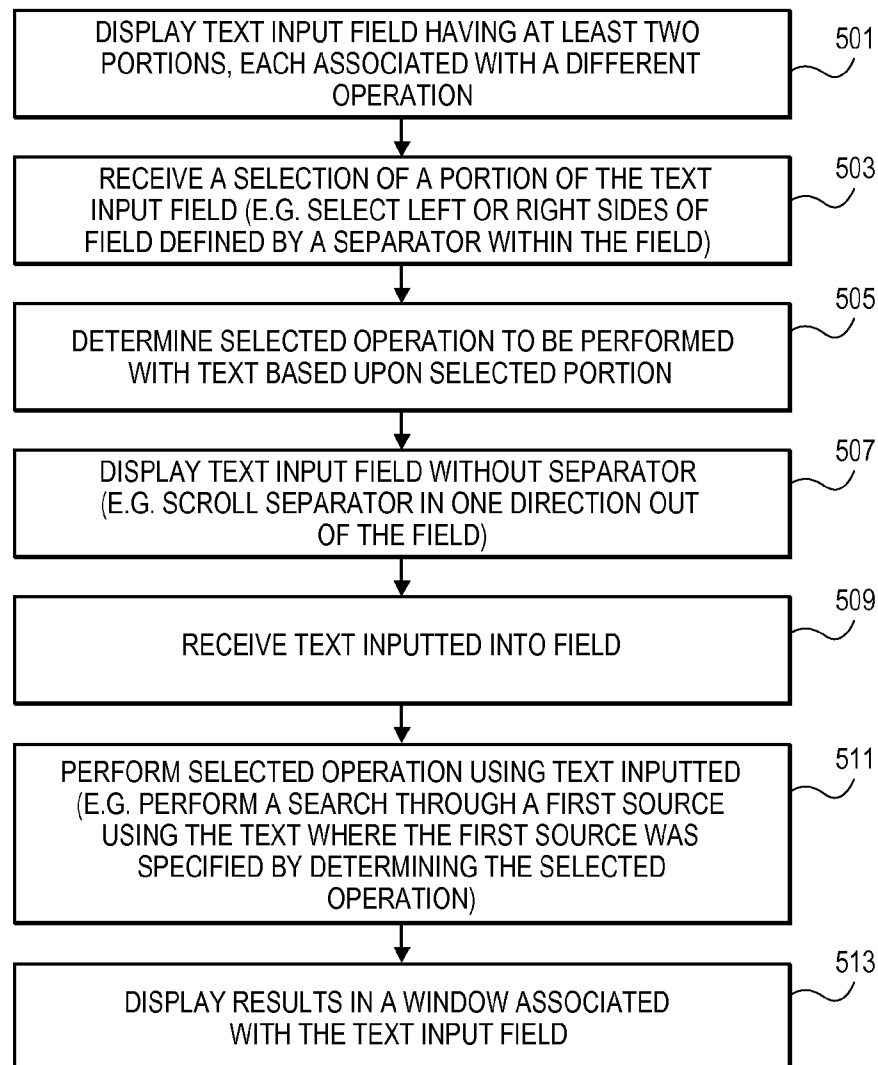 DISPLAY TEXT INPUT FIELD HAVING AT LEAST TWO
PORTIONS, EACH ASSOCIATED WITH A DIFFERENT
OPERATION
501
RECEIVE A SELECTION OF A PORTION OF THE TEXT
INPUT FIELD (E.G. SELECT LEFT OR RIGHT SIDES OF
FIELD DEFINED BY A SEPARATOR WITHIN THE FIELD)
503
DETERMINE SELECTED OPERATION TO BE PERFORMED
WITH TEXT BASED UPON SELECTED PORTION
505
DISPLAY TEXT INPUT FIELD WITHOUT SEPARATOR
(E.G. SCROLL SEPARATOR IN ONE DIRECTION OUT
OF THE FIELD)
507
RECEIVE TEXT INPUTTED INTO FIELD
509
PERFORM SELECTED OPERATION USING TEXT INPUTTED
(E.G. PERFORM A SEARCH THROUGH A FIRST SOURCE
USING THE TEXT WHERE THE FIRST SOURCE WAS
SPECIFIED BY DETERMINING THE SELECTED
OPERATION)
511
DISPLAY RESULTS IN A WINDOW ASSOCIATED
WITH THE TEXT INPUT FIELD
513